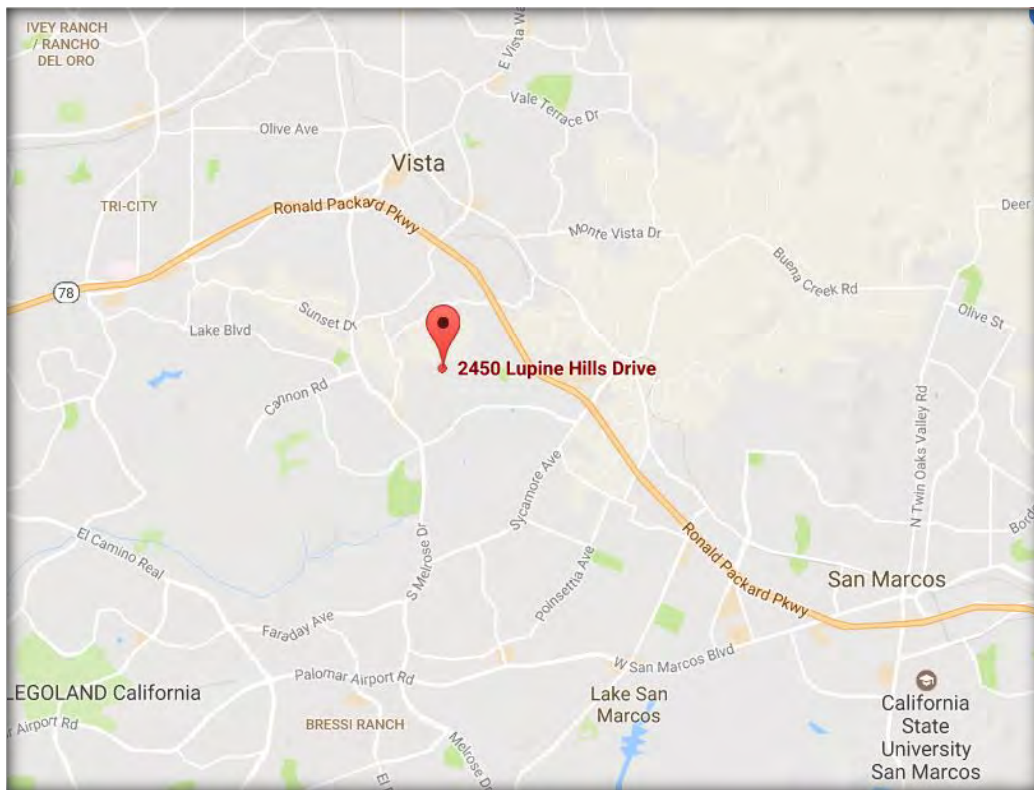 IVEY RANCH
/ RANCHO
DEL ORO
E Vista Wa
Vale Terrace Dr
Olive Ave
Vista
TRI-CITY
Ronald Packard Pkwy
Monte Vista Dr
Deer
Buena Creek Rd
78
Sunset Dr
Lake Blvd
Olive St
2450 Lupine Hills Drive
Cannon Rd
N Twin Oaks Valley Rd
Sycamore Ave
S Melrose Dr
El Camino Real
Ronald Packard Pkwy
Borde
Poinsettia Ave
San Marcos
Faraday Ave
W San Marcos Blvd
Palomar Airport Rd
LEGOLAND California
Lake San
Marcos
ar Airport Rd
BRESSI RANCH
Melrose Dr
El
California
State
University
San Marcos